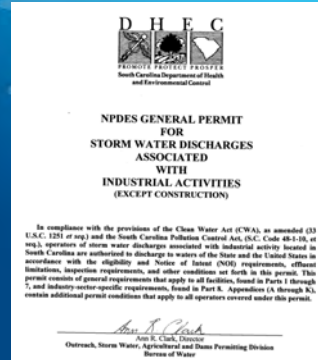 D H E C
PROMOTE PROTECT PROSPER
South Carolina Department of Health
and Environmental Control
NPDES GENERAL PERMIT
FOR
STORM WATER DISCHARGES
ASSOCIATED
WITH
INDUSTRIAL ACTIVITIES
(EXCEPT CONSTRUCTION)
In compliance with the provisions of the Clean Water Act (CWA), as amended (33
U.S.C. 1251 et seq.) and the South Carolina Pollution Control Act, (S.C. Code 48-1-10, et
seq.), operators of storm water discharges associated with industrial activity located in
South Carolina are authorized to discharge to waters of the State and the United States in
accordance with the eligibility and Notice of Intent (NOI) requirements, effluent
limitations, inspection requirements, and other conditions set forth in this permit. This
permit consists of general requirements that apply to all facilities, found in Parts 1 through
7, and industry-sector-specific requirements, found in Part 8. Appendices (A through K),
contain additional permit conditions that apply to all operators covered under this permit.
Ann R. Clark
Ann R. Clark, Director
Outreach, Storm Water, Agricultural and Dams Permitting Division
Bureau of Water